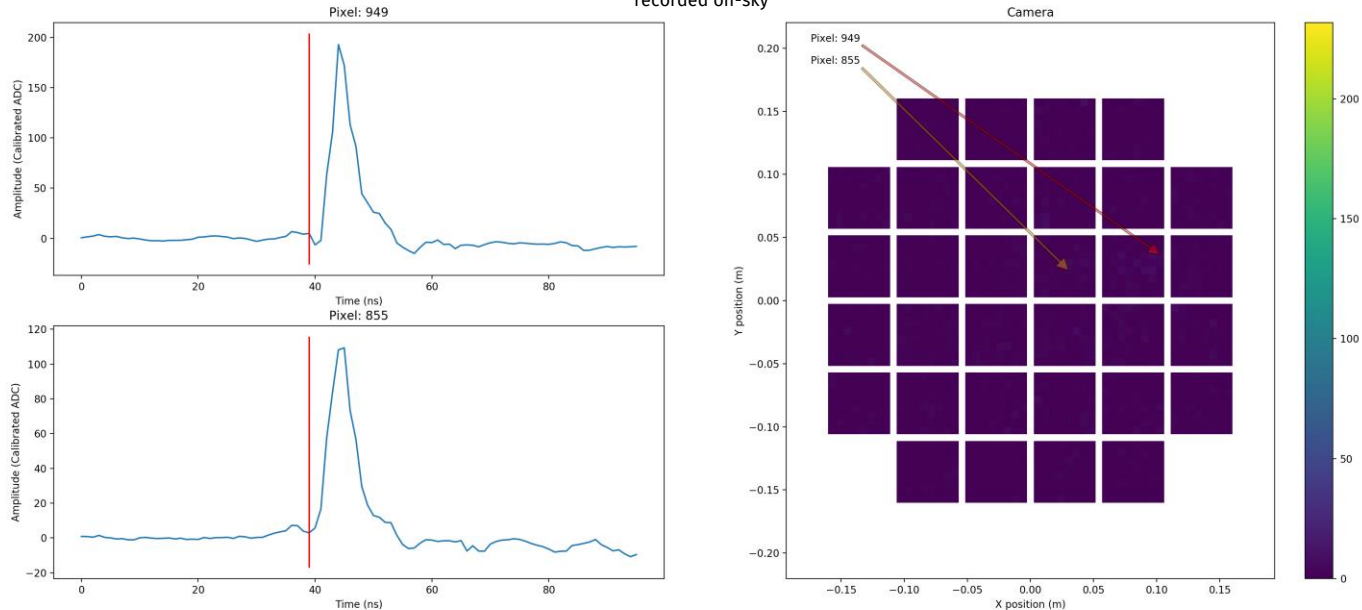 recorded on-sky
Pixel: 949
Amplitude (Calibrated ADC)
200
150
100
50
0
0 20 40 60 80
Time (ns)
Pixel: 855
Amplitude (Calibrated ADC)
120
100
80
60
40
20
0
−20
0 20 40 60 80
Time (ns)
Camera
Pixel: 949
Pixel: 855
Y position (m)
0.20
0.15
0.10
0.05
0.00
−0.05
−0.10
−0.15
−0.20
−0.15 −0.10 −0.05 0.00 0.05 0.10 0.15
X position (m)
200
150
100
50
0